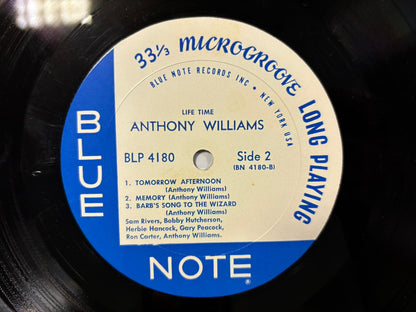 33⅓ MICROGROOVE LONG PLAYING
BLUE NOTE RECORDS INC • NEW YORK USA
LIFE TIME
ANTHONY WILLIAMS
BLP 4180 Side 2
(BN 4180-B)
1. TOMORROW AFTERNOON
(Anthony Williams)
2. MEMORY (Anthony Williams)
3. BARB'S SONG TO THE WIZARD
(Anthony Williams)
Sam Rivers, Bobby Hutcherson,
Herbie Hancock, Gary Peacock,
Ron Carter, Anthony Williams.
BLUE
NOTE ®